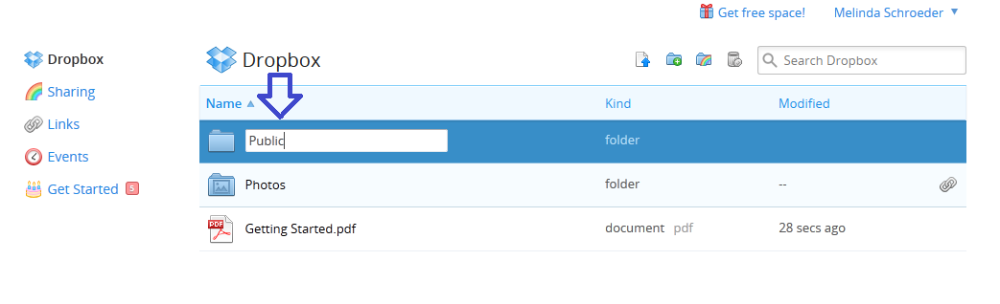 Get free space! Melinda Schroeder
Dropbox
Sharing
Links
Events
Get Started 5
Dropbox
Search Dropbox
Name Kind Modified
Public folder
Photos folder --
PDF Getting Started.pdf document pdf 28 secs ago